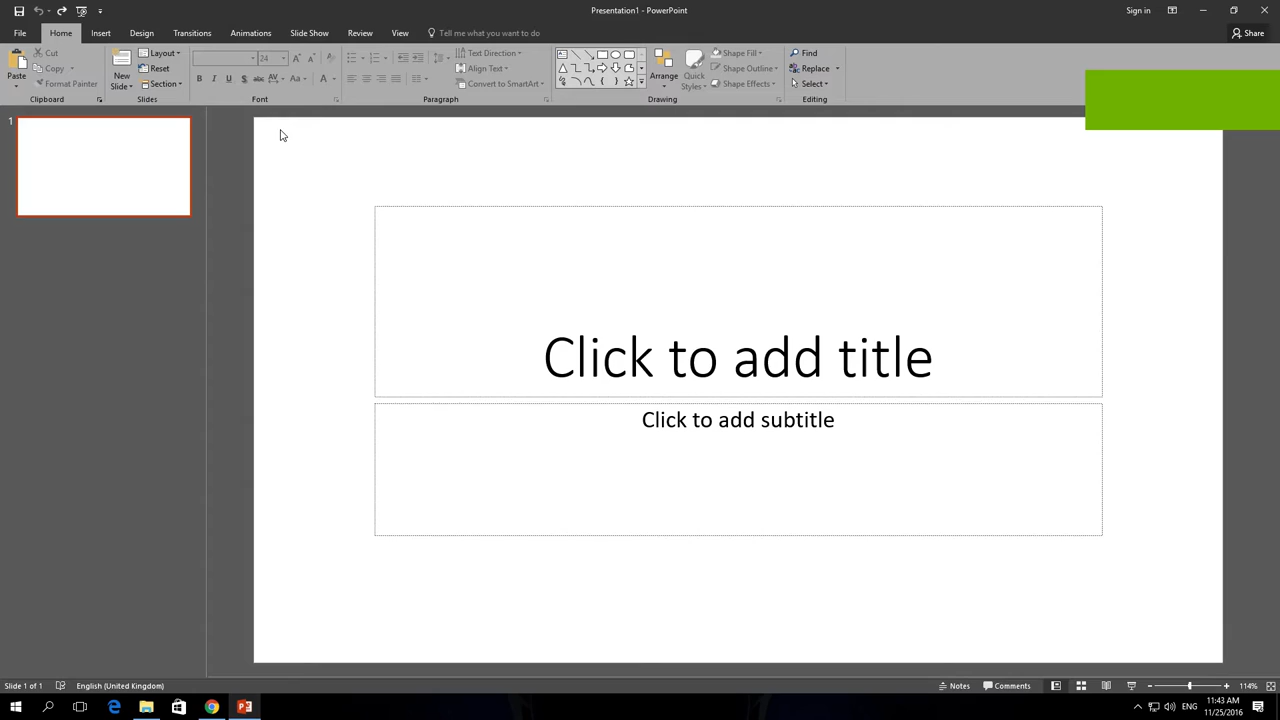 Presentation1 - PowerPoint
Sign in
File Home Insert Design Transitions Animations Slide Show Review View Tell me what you want to do
Share
Paste
Cut
Copy
Format Painter
Clipboard
New
Slide
Layout
Reset
Section
Slides
24
B I U S abc AV Aa A
Font
Text Direction
Align Text
Convert to SmartArt
Paragraph
Arrange
Quick
Styles
Shape Fill
Shape Outline
Shape Effects
Drawing
Find
Replace
Select
Editing
1
Click to add title
Click to add subtitle
Slide 1 of 1
English (United Kingdom)
Notes
Comments
114%
ENG
11:43 AM
11/25/2016